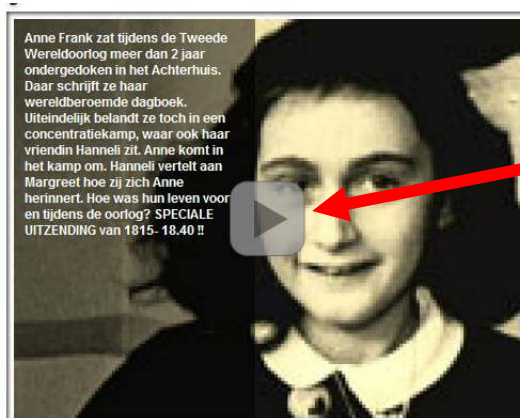 Anne Frank zat tijdens de Tweede
Wereldoorlog meer dan 2 jaar
ondergedoken in het Achterhuis.
Daar schrijft ze haar
wereldberoemde dagboek.
Uiteindelijk belandt ze toch in een
concentratiekamp, waar ook haar
vriendin Hanneli zit. Anne komt in
het kamp om. Hanneli vertelt aan
Margreet hoe zij zich Anne
herinnert. Hoe was hun leven voor
en tijdens de oorlog? SPECIALE
UITZENDING van 1815- 18.40 !!